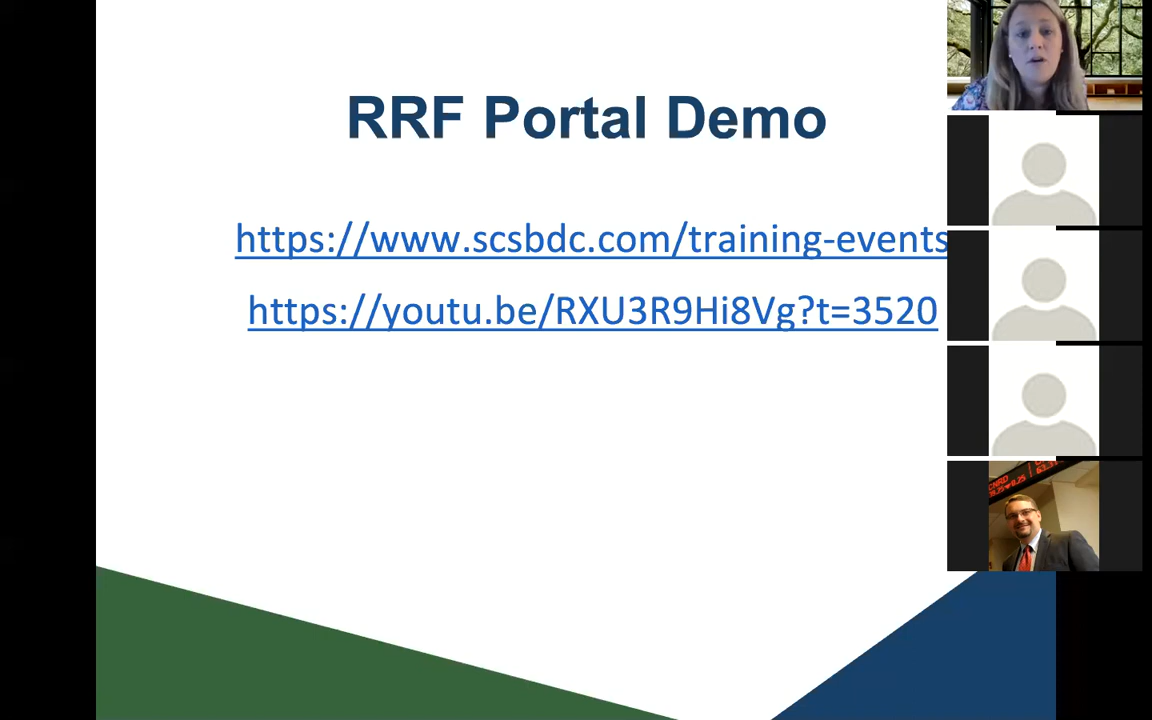 RRF Portal Demo
https://www.scsbdc.com/training-events
https://youtu.be/RXU3R9Hi8Vg?t=3520